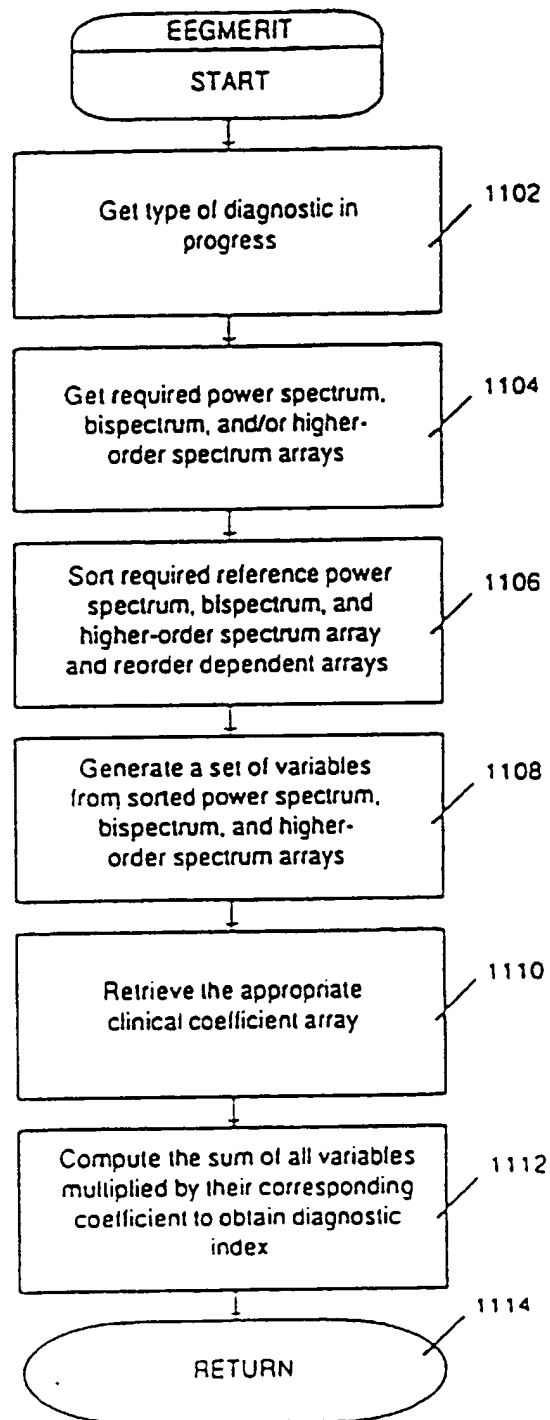 EEGMERIT
START
Get type of diagnostic in
progress
1102
Get required power spectrum,
bispectrum, and/or higher-
order spectrum arrays
1104
Sort required reference power
spectrum, bispectrum, and
higher-order spectrum array
and reorder dependent arrays
1106
Generate a set of variables
from sorted power spectrum,
bispectrum, and higher-
order spectrum arrays
1108
Retrieve the appropriate
clinical coefficient array
1110
Compute the sum of all variables
multiplied by their corresponding
coefficient to obtain diagnostic
index
1112
RETURN
1114